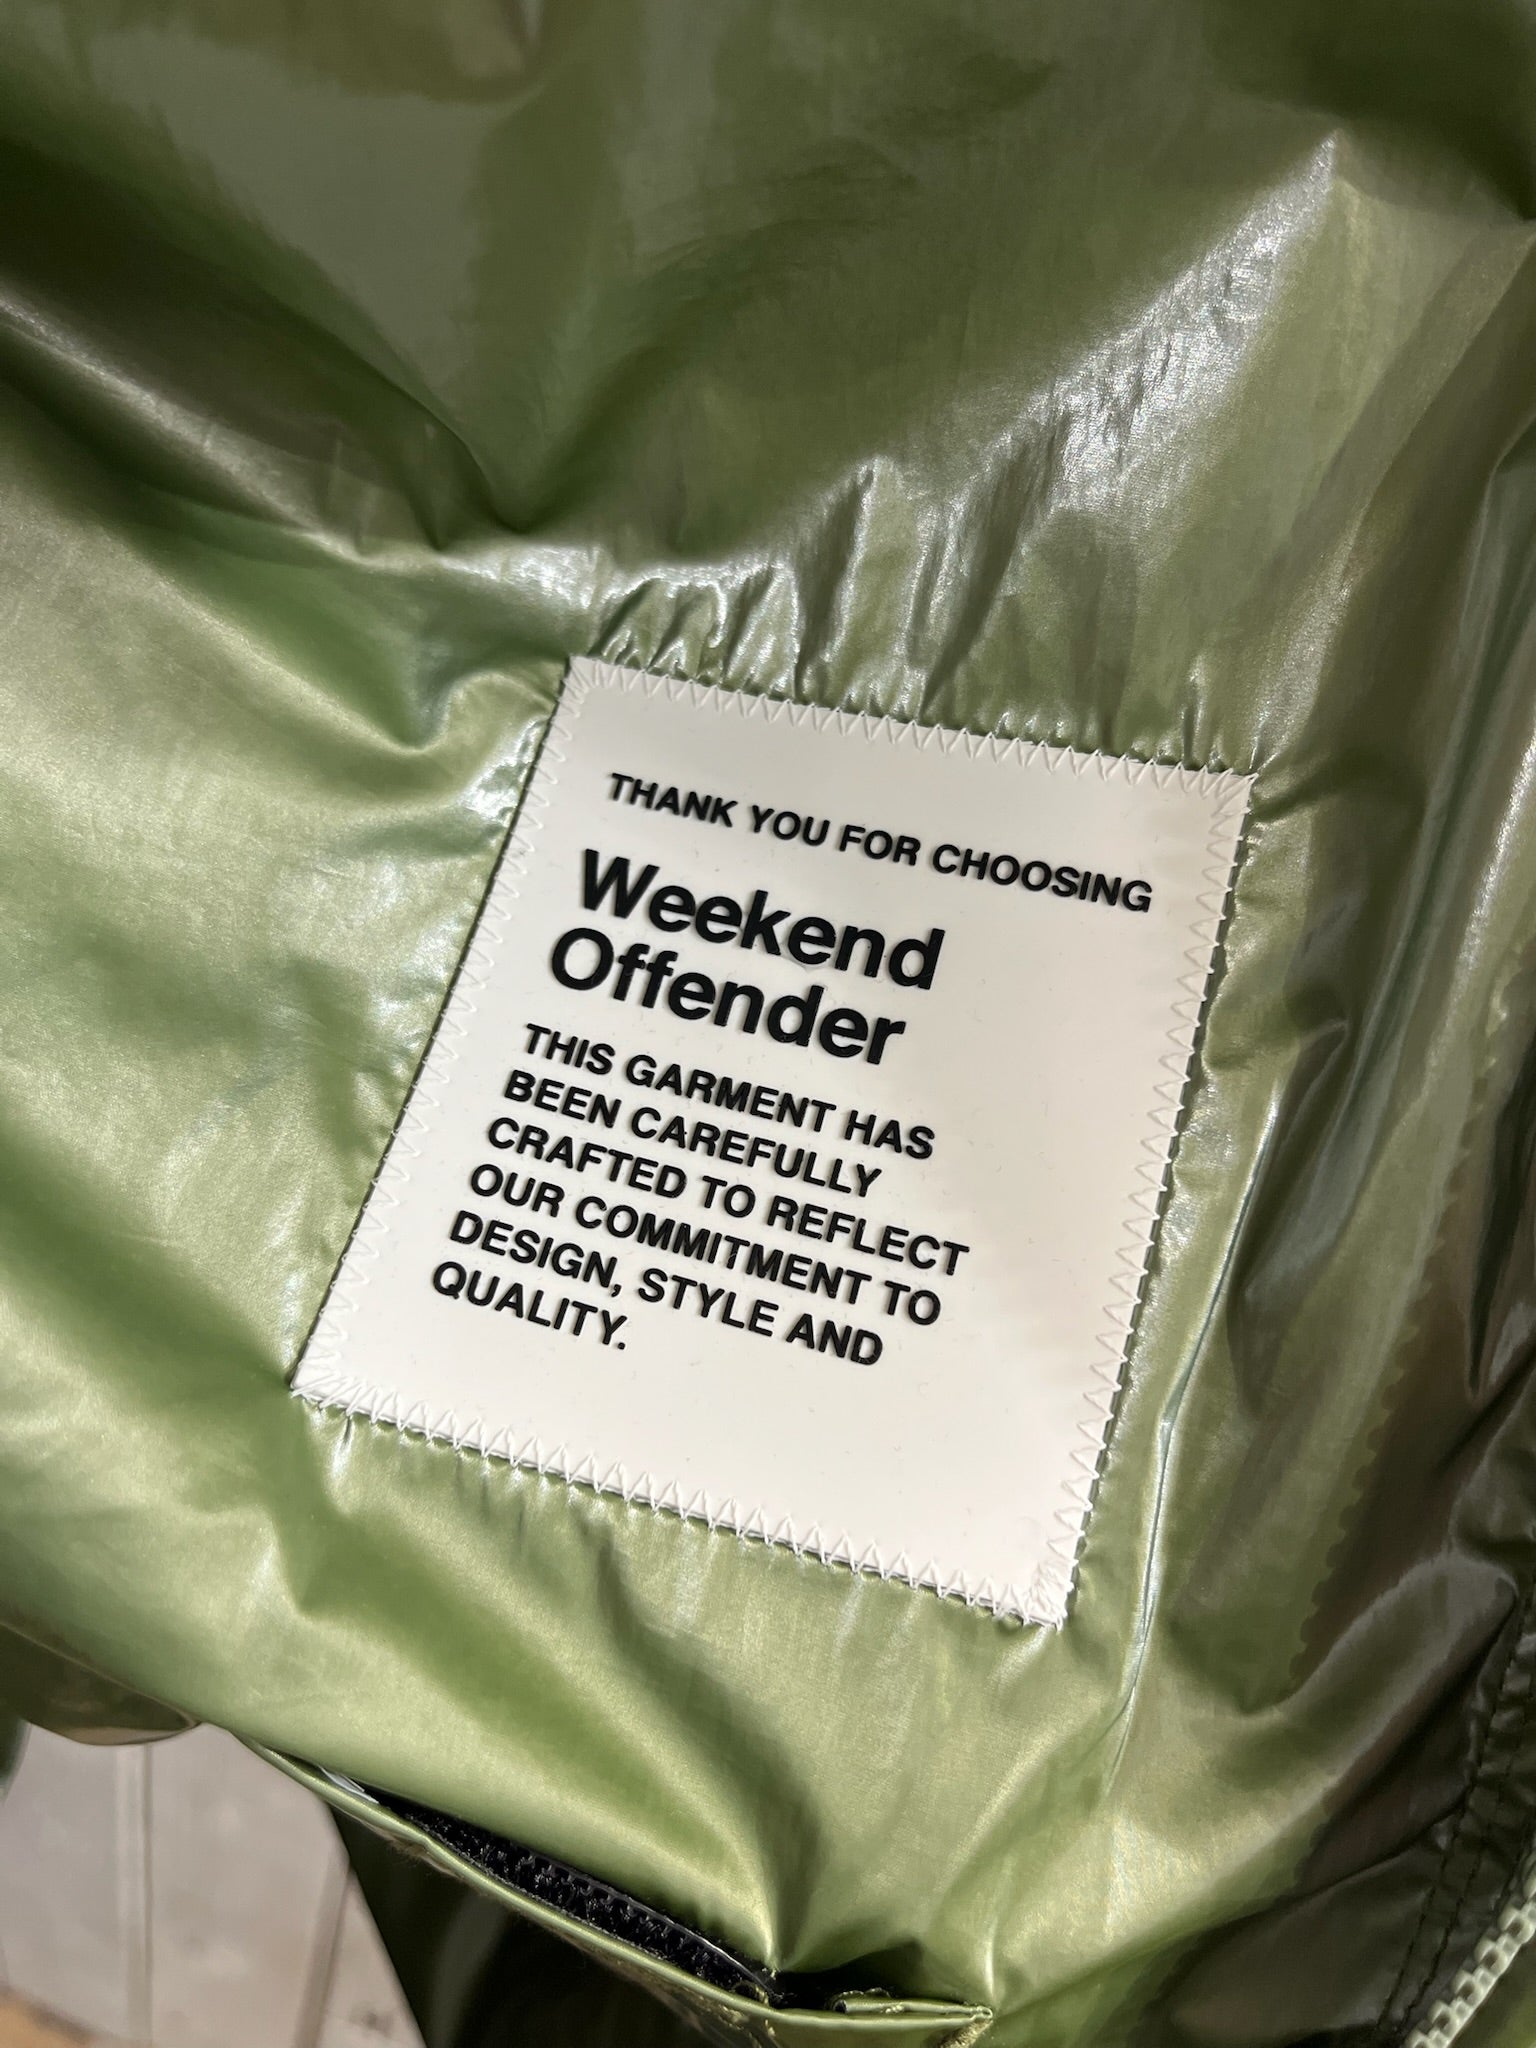 THANK YOU FOR CHOOSING
Weekend
Offender
THIS GARMENT HAS
BEEN CAREFULLY
CRAFTED TO REFLECT
OUR COMMITMENT TO
DESIGN, STYLE AND
QUALITY.